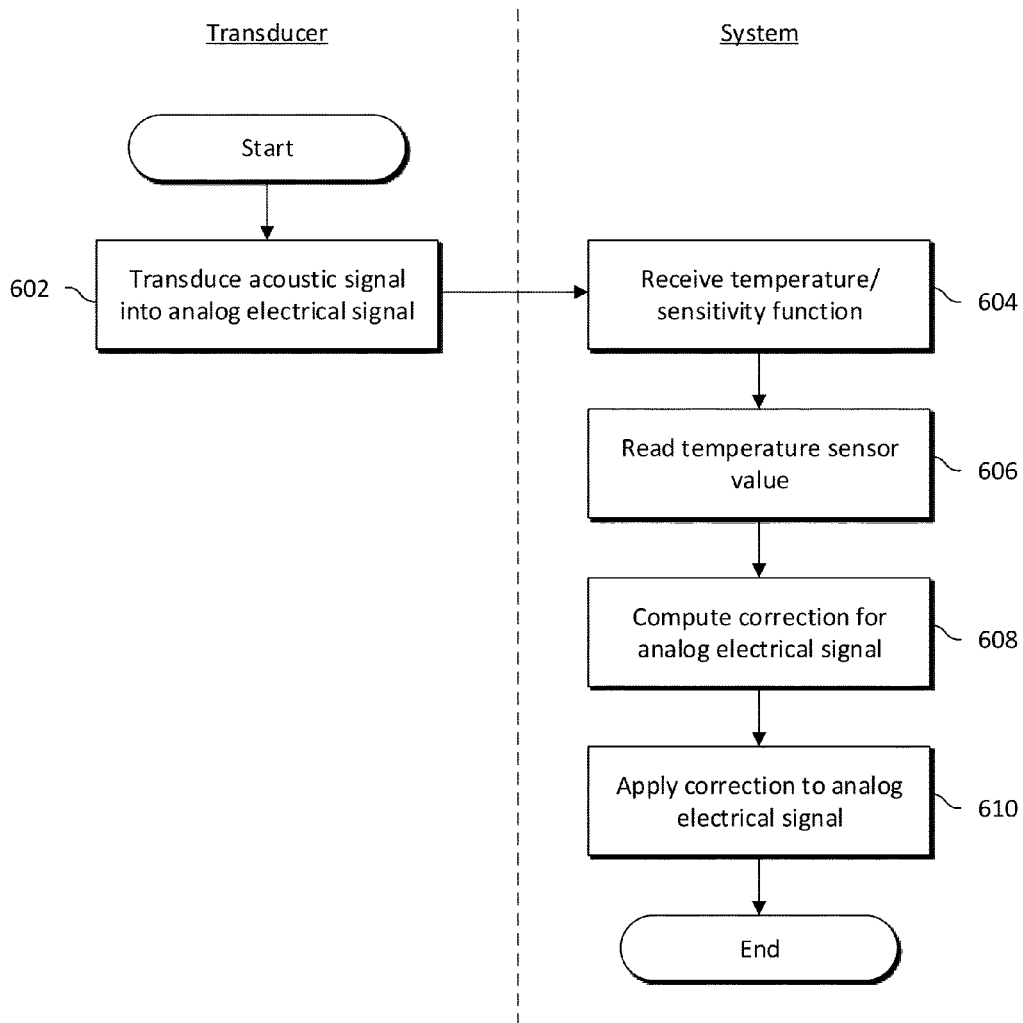 Transducer
System
Start
602
Transduce acoustic signal
into analog electrical signal
Receive temperature/
sensitivity function
604
Read temperature sensor
value
606
Compute correction for
analog electrical signal
608
Apply correction to analog
electrical signal
610
End